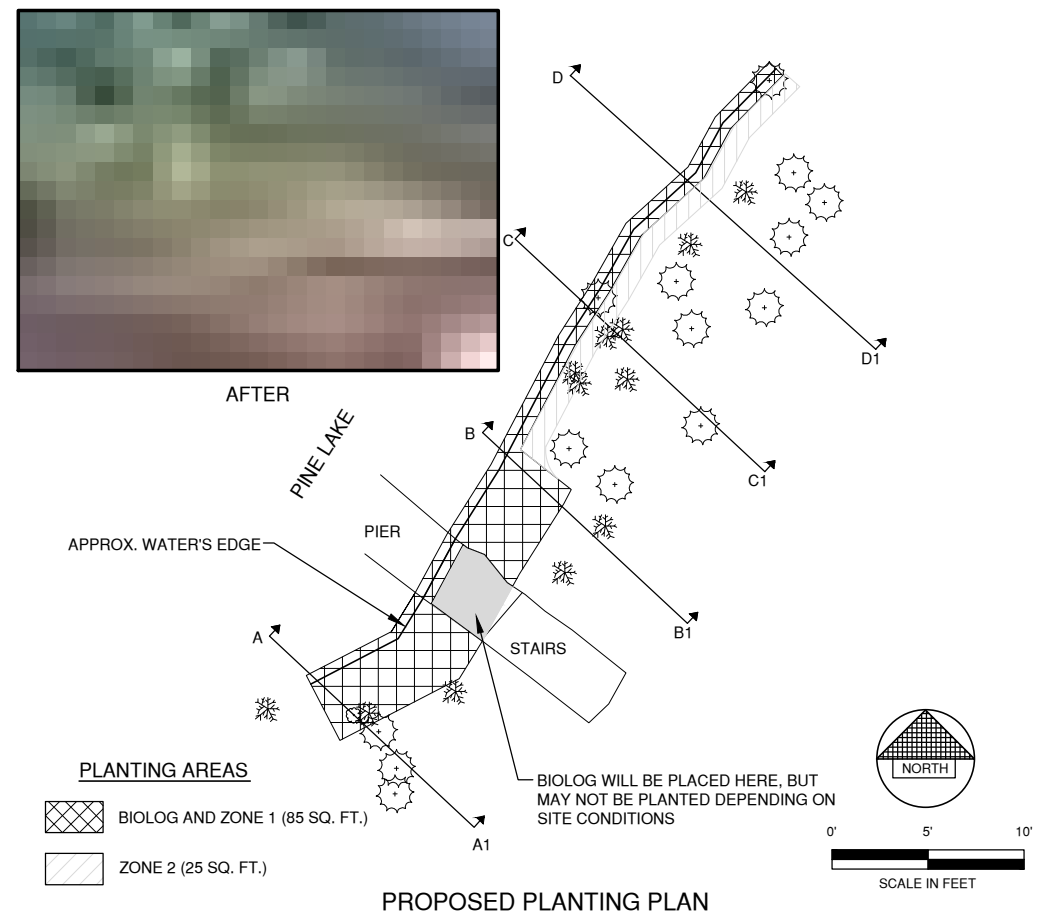 AFTER
D
C
D1
C1
B
PINE LAKE
PIER
APPROX. WATER'S EDGE
A
B1
STAIRS
NORTH
PLANTING AREAS
BIOLOG AND ZONE 1 (85 SQ. FT.)
ZONE 2 (25 SQ. FT.)
A1
BIOLOG WILL BE PLACED HERE, BUT
MAY NOT BE PLANTED DEPENDING ON
SITE CONDITIONS
0' 5' 10'
SCALE IN FEET
PROPOSED PLANTING PLAN